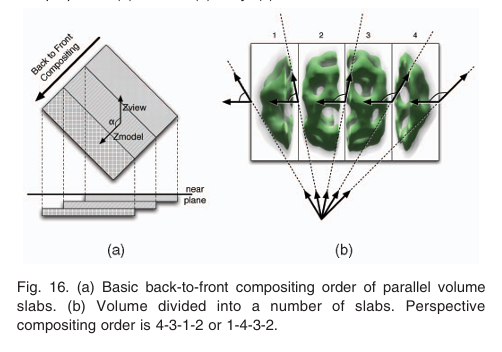 Back to Front
Compositing
Zview
α
Zmodel
near
plane
(a)
1 2 3 4
(b)
Fig. 16. (a) Basic back-to-front compositing order of parallel volume
slabs. (b) Volume divided into a number of slabs. Perspective
compositing order is 4-3-1-2 or 1-4-3-2.